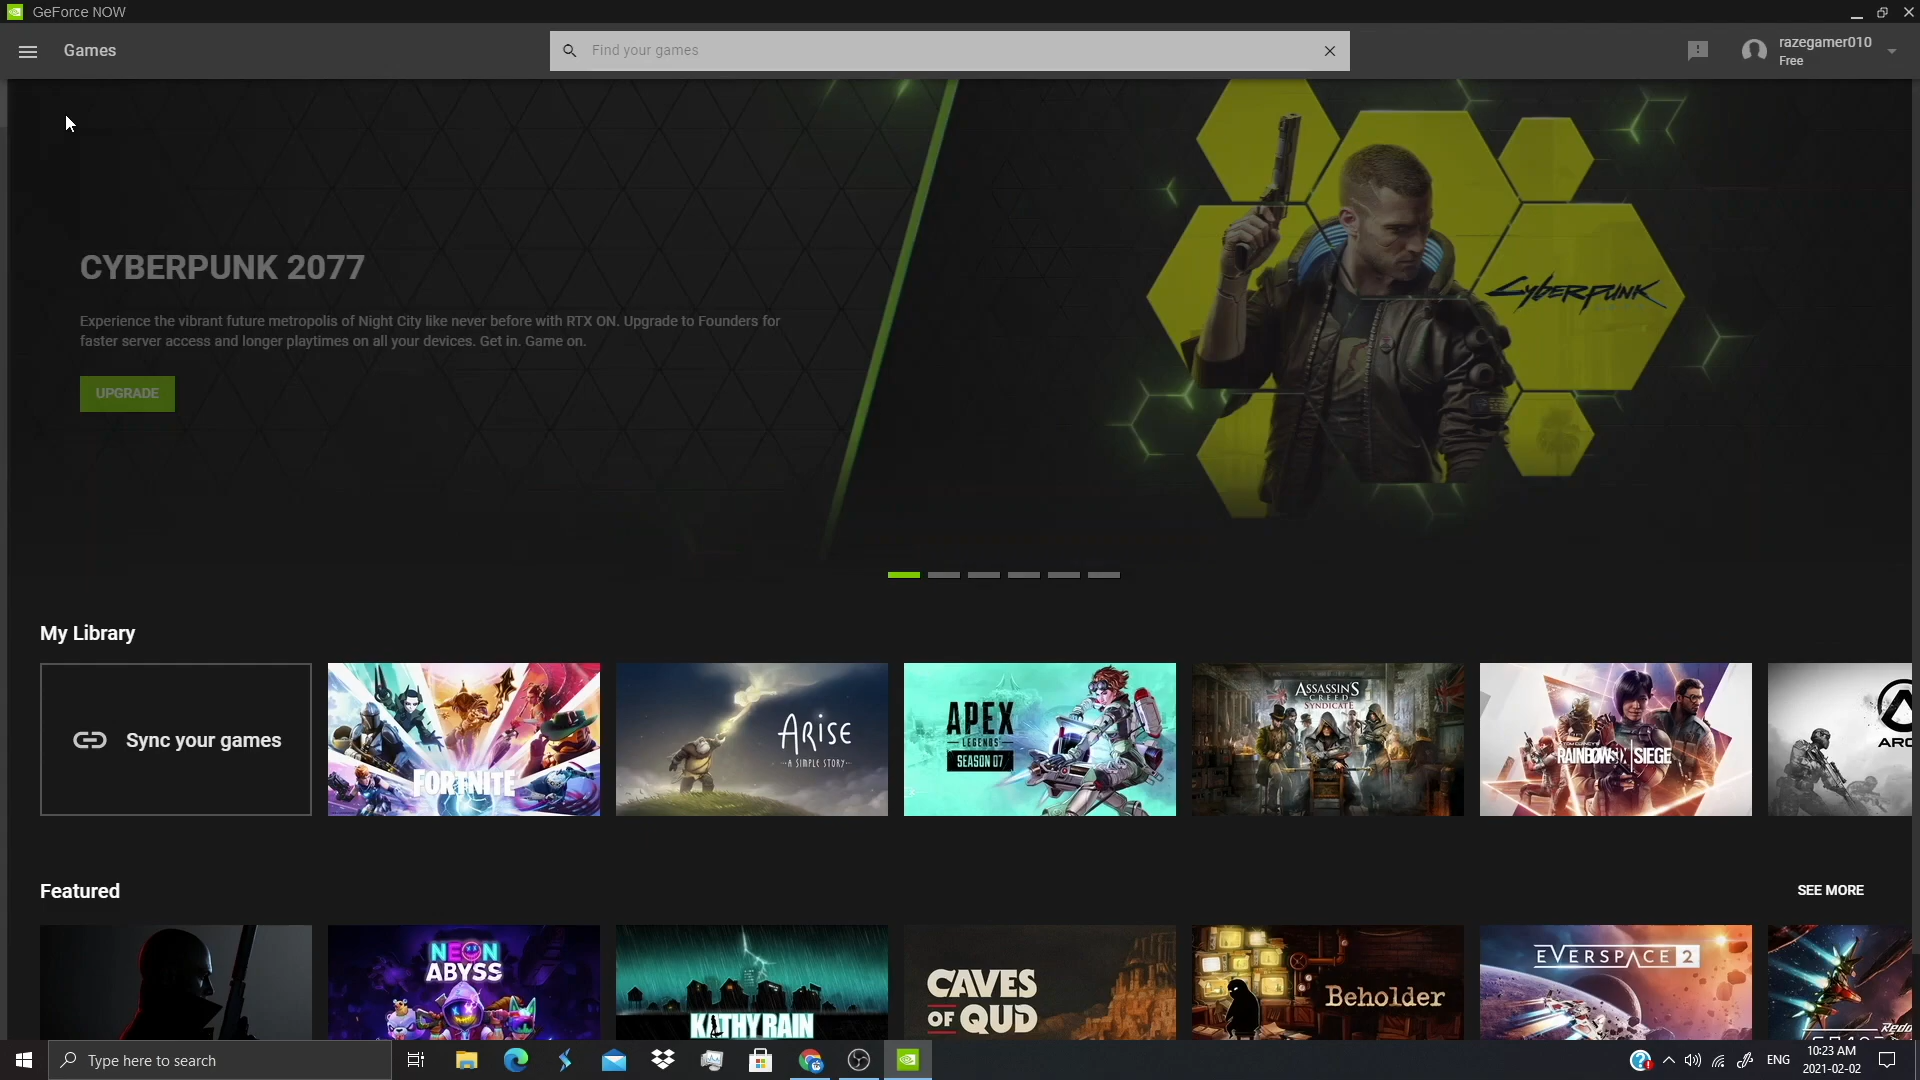 GeForce NOW
Games
Find your games
razegamer010
Free
CYBERPUNK 2077
Experience the vibrant future metropolis of Night City like never before with RTX ON. Upgrade to Founders for
faster server access and longer playtimes on all your devices. Get in. Game on.
UPGRADE
CYBERPUNK
My Library
Sync your games
FORTNITE
ARISE
A SIMPLE STORY
APEX
LEGENDS
SEASON 07
ASSASSIN'S
CREED
SYNDICATE
RAINBOW SIX SIEGE
ARC
Featured
SEE MORE
NEON
ABYSS
KATHY RAIN
CAVES
OF QUD
Beholder
EVERSPACE 2
Type here to search
ENG
10:23 AM
2021-02-02